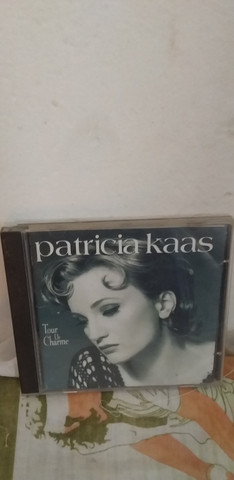 patricia kaas
Tour
de
Charme